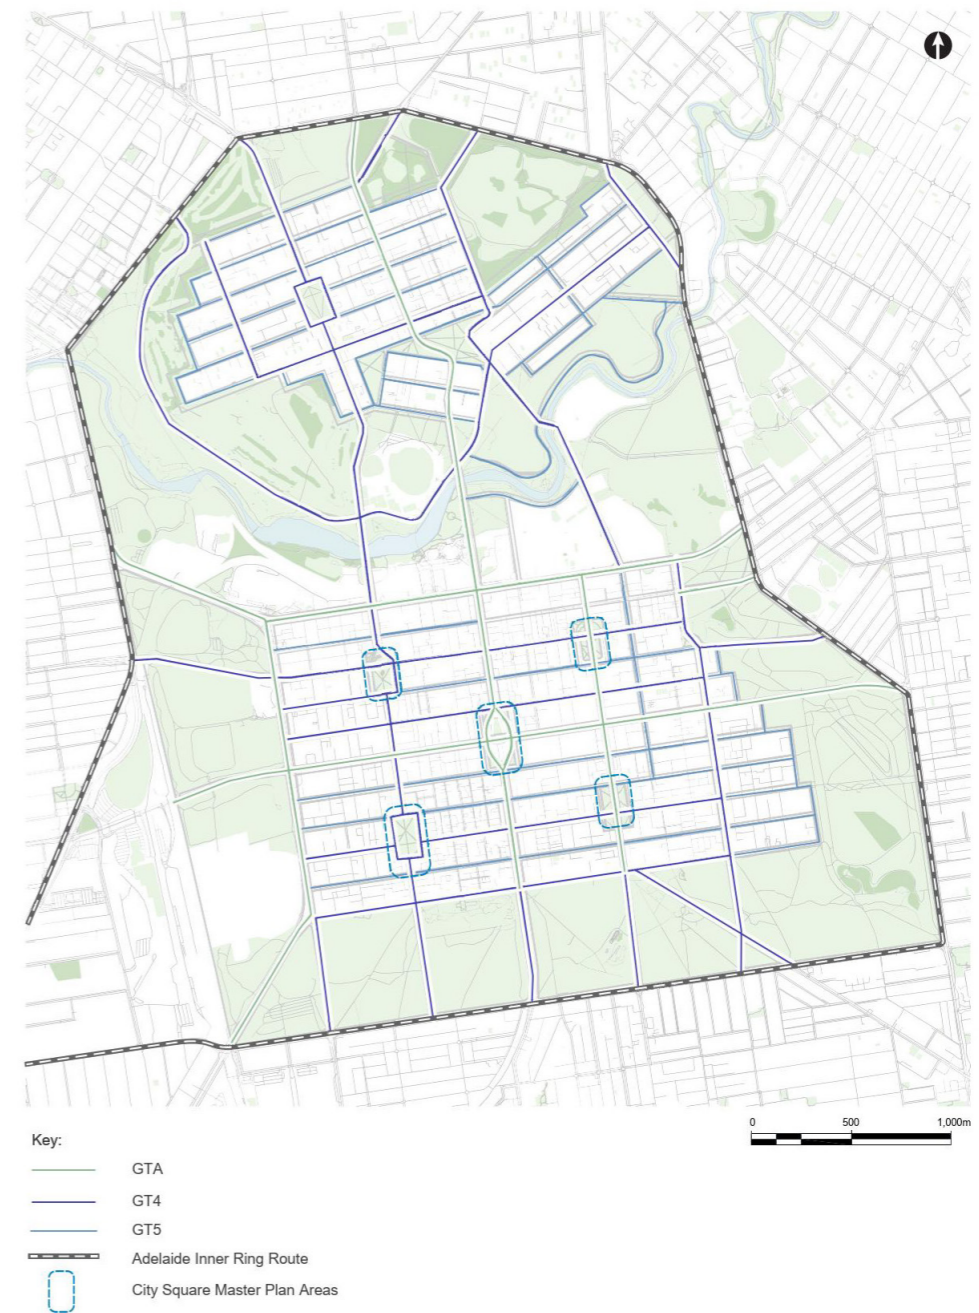 Key:
0 500 1,000m
GTA
GT4
GT5
Adelaide Inner Ring Route
City Square Master Plan Areas